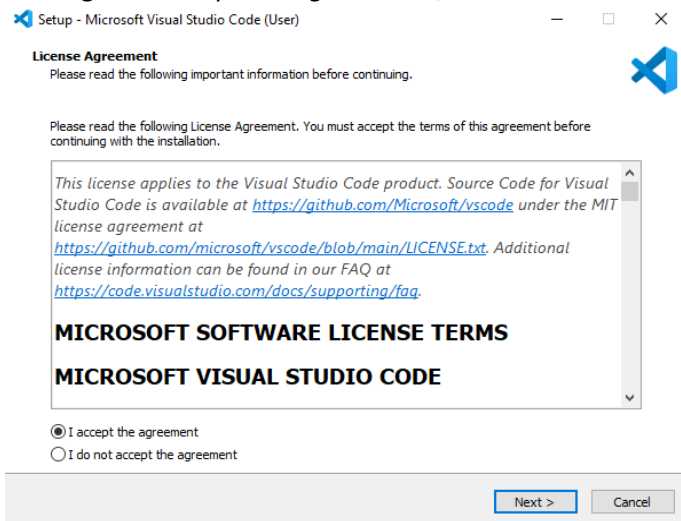 Setup - Microsoft Visual Studio Code (User)
License Agreement
Please read the following important information before continuing.
Please read the following License Agreement. You must accept the terms of this agreement before
continuing with the installation.
This license applies to the Visual Studio Code product. Source Code for Visual
Studio Code is available at https://github.com/Microsoft/vscode under the MIT
license agreement at
https://github.com/microsoft/vscode/blob/main/LICENSE.txt. Additional
license information can be found in our FAQ at
https://code.visualstudio.com/docs/supporting/faq.
MICROSOFT SOFTWARE LICENSE TERMS
MICROSOFT VISUAL STUDIO CODE
I accept the agreement
I do not accept the agreement
Next >
Cancel